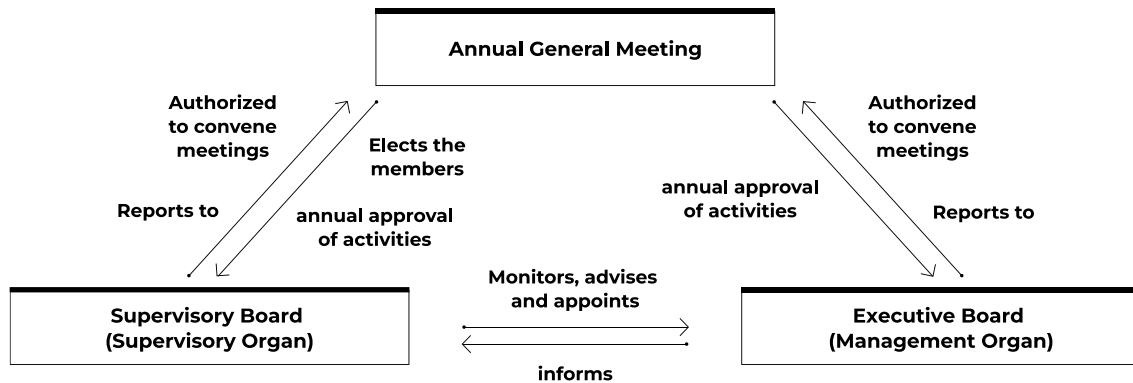 Annual General Meeting
Authorized
to convene
meetings
Reports to
Elects the
members
annual approval
of activities
annual approval
of activities
Authorized
to convene
meetings
Reports to
Monitors, advises
and appoints
informs
Supervisory Board
(Supervisory Organ)
Executive Board
(Management Organ)